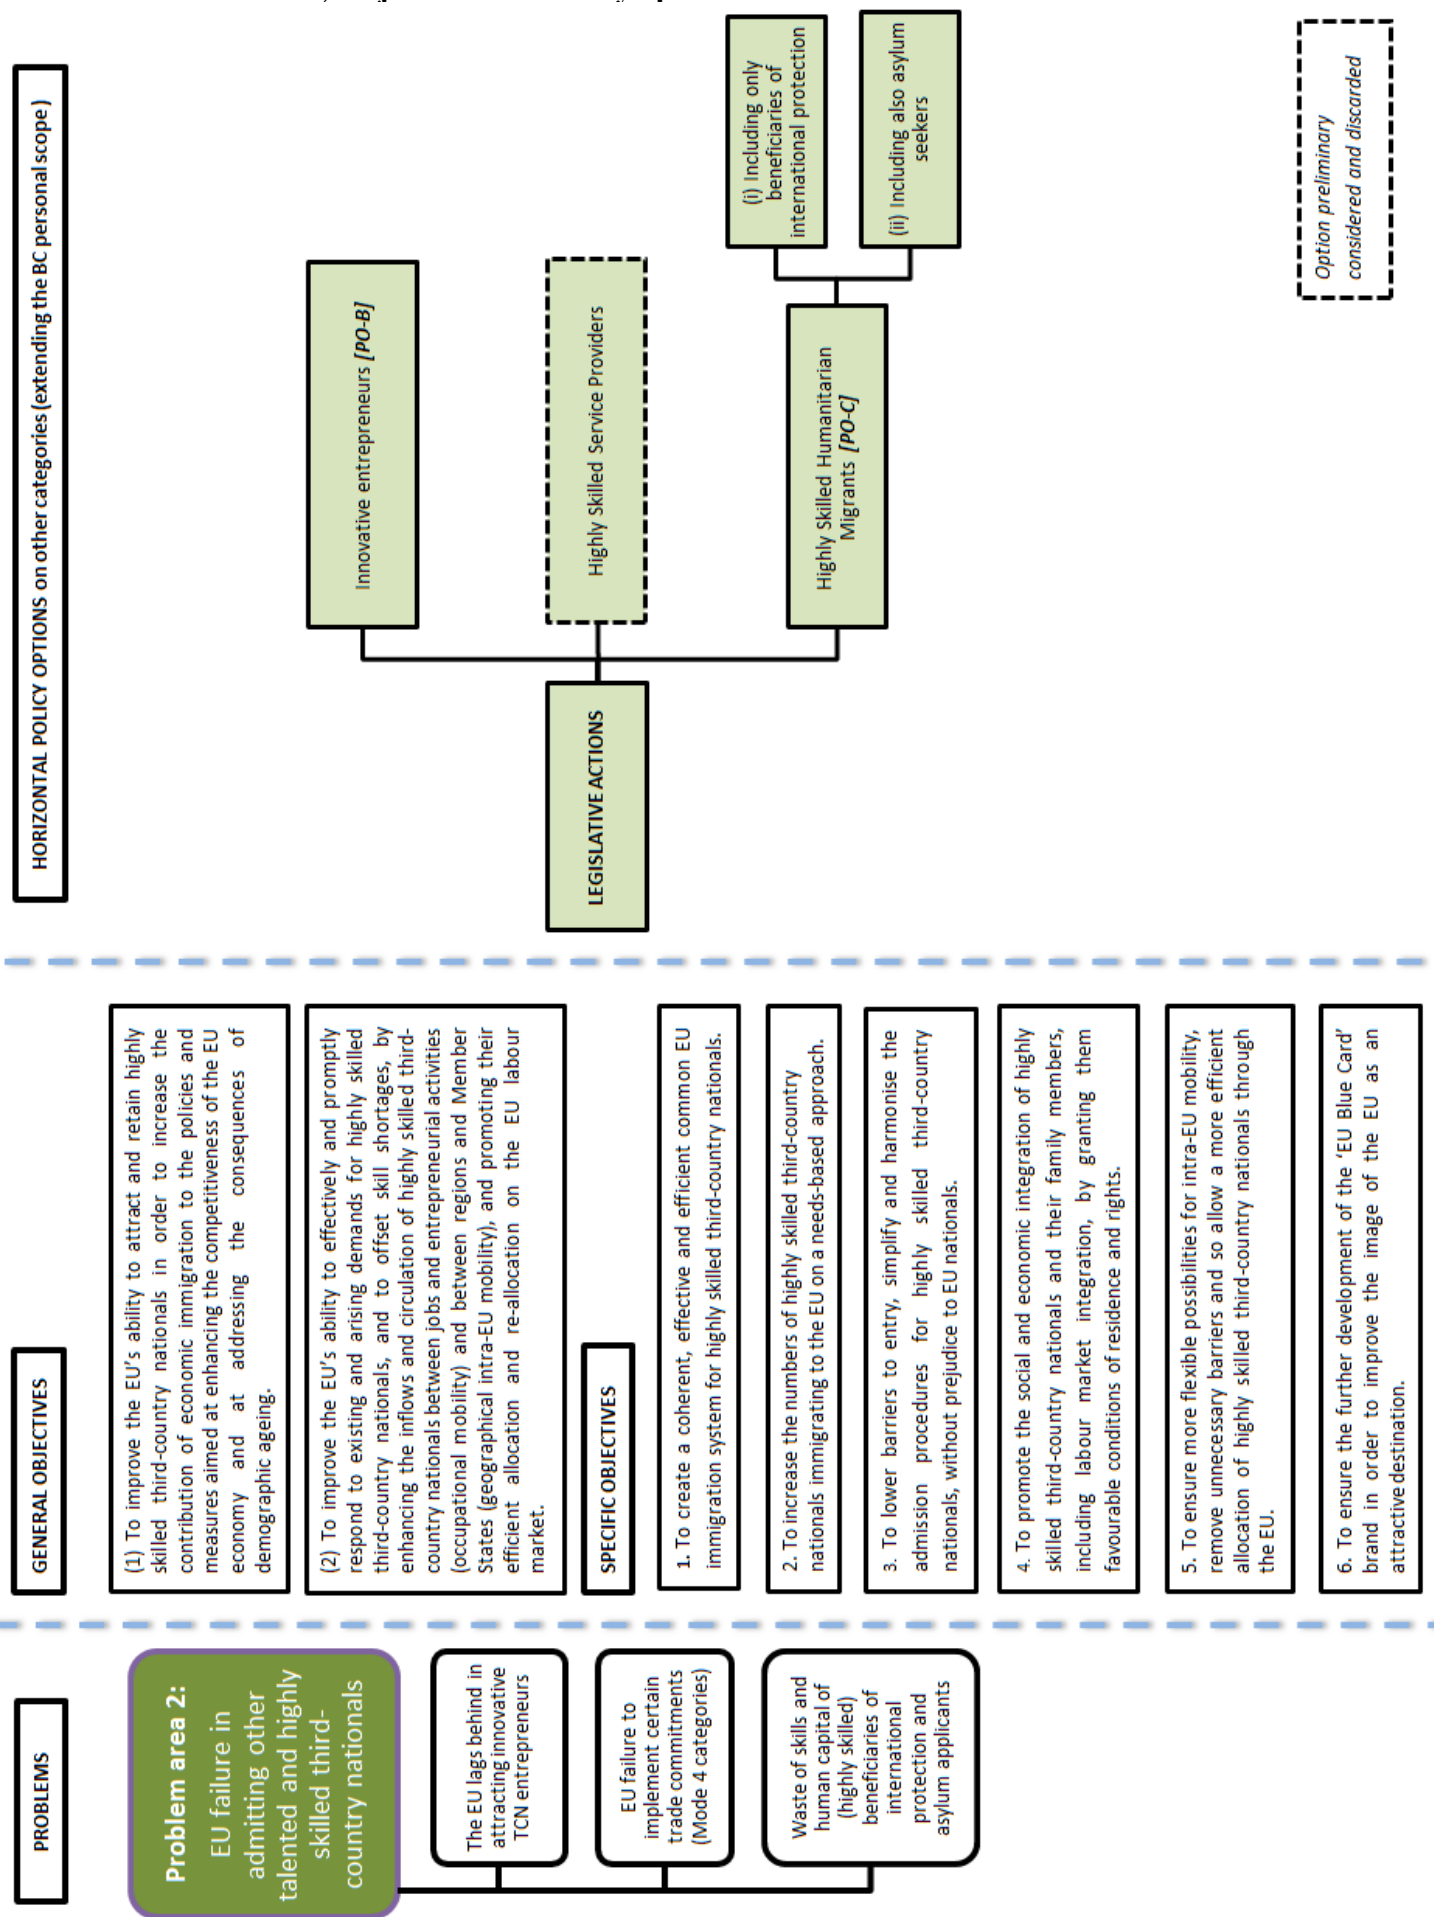 PROBLEMS
Problem area 2:
EU failure in
admitting other
talented and highly
skilled third-
country nationals
The EU lags behind in
attracting innovative
TCN entrepreneurs
EU failure to
implement certain
trade commitments
(Mode 4 categories)
Waste of skills and
human capital of
(highly skilled)
beneficiaries of
international
protection and
asylum applicants
GENERAL OBJECTIVES
(1) To improve the EU's ability to attract and retain highly
skilled third-country nationals in order to increase the
contribution of economic immigration to the policies and
measures aimed at enhancing the competitiveness of the EU
economy and at addressing the consequences of
demographic ageing.
(2) To improve the EU's ability to effectively and promptly
respond to existing and arising demands for highly skilled
third-country nationals, and to offset skill shortages, by
enhancing the inflows and circulation of highly skilled third-
country nationals between jobs and entrepreneurial activities
(occupational mobility) and between regions and Member
States (geographical intra-EU mobility), and promoting their
efficient allocation and re-allocation on the EU labour
market.
SPECIFIC OBJECTIVES
1. To create a coherent, effective and efficient common EU
immigration system for highly skilled third-country nationals.
2. To increase the numbers of highly skilled third-country
nationals immigrating to the EU on a needs-based approach.
3. To lower barriers to entry, simplify and harmonise the
admission procedures for highly skilled third-country
nationals, without prejudice to EU nationals.
4. To promote the social and economic integration of highly
skilled third-country nationals and their family members,
including labour market integration, by granting them
favourable conditions of residence and rights.
5. To ensure more flexible possibilities for intra-EU mobility,
remove unnecessary barriers and so allow a more efficient
allocation of highly skilled third-country nationals through
the EU.
6. To ensure the further development of the ‘EU Blue Card’
brand in order to improve the image of the EU as an
attractive destination.
HORIZONTAL POLICY OPTIONS on other categories (extending the BC personal scope)
LEGISLATIVE ACTIONS
Innovative entrepreneurs [PO-B]
Highly Skilled Service Providers
Highly Skilled Humanitarian
Migrants [PO-C]
(i) Including only
beneficiaries of
international protection
(ii) Including also asylum
seekers
Option preliminary
considered and discarded